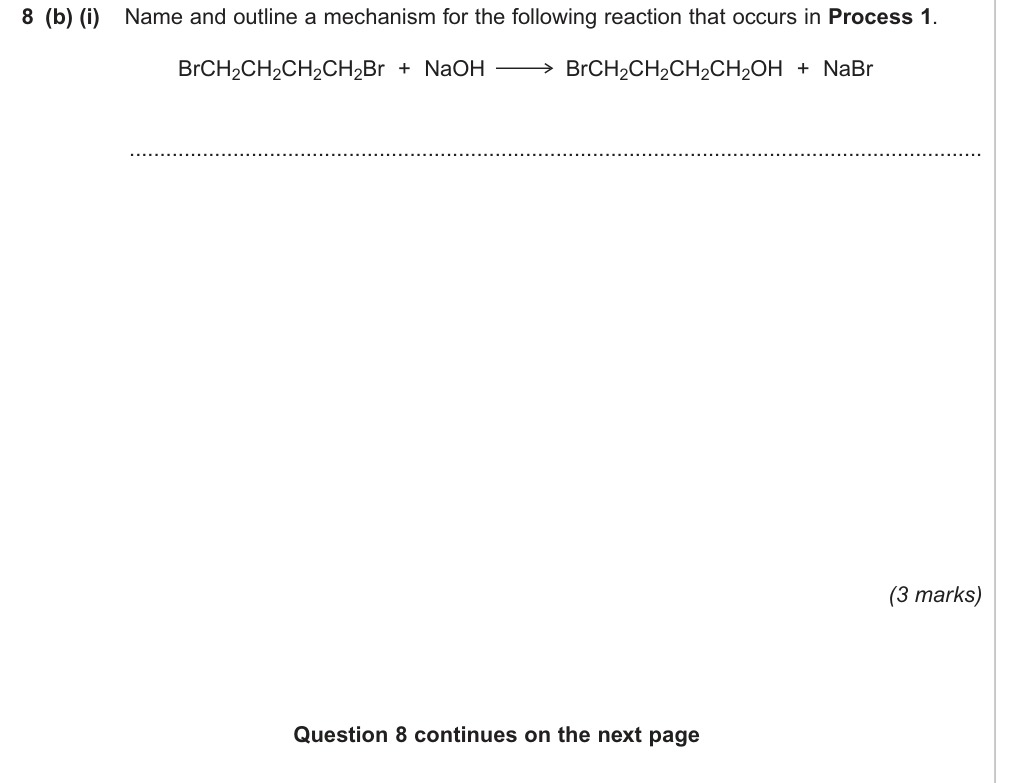 8 (b) (i) Name and outline a mechanism for the following reaction that occurs in Process 1.
BrCH₂CH₂CH₂CH₂Br + NaOH ⟶ BrCH₂CH₂CH₂CH₂OH + NaBr
..........................................................................................................................................
(3 marks)
Question 8 continues on the next page